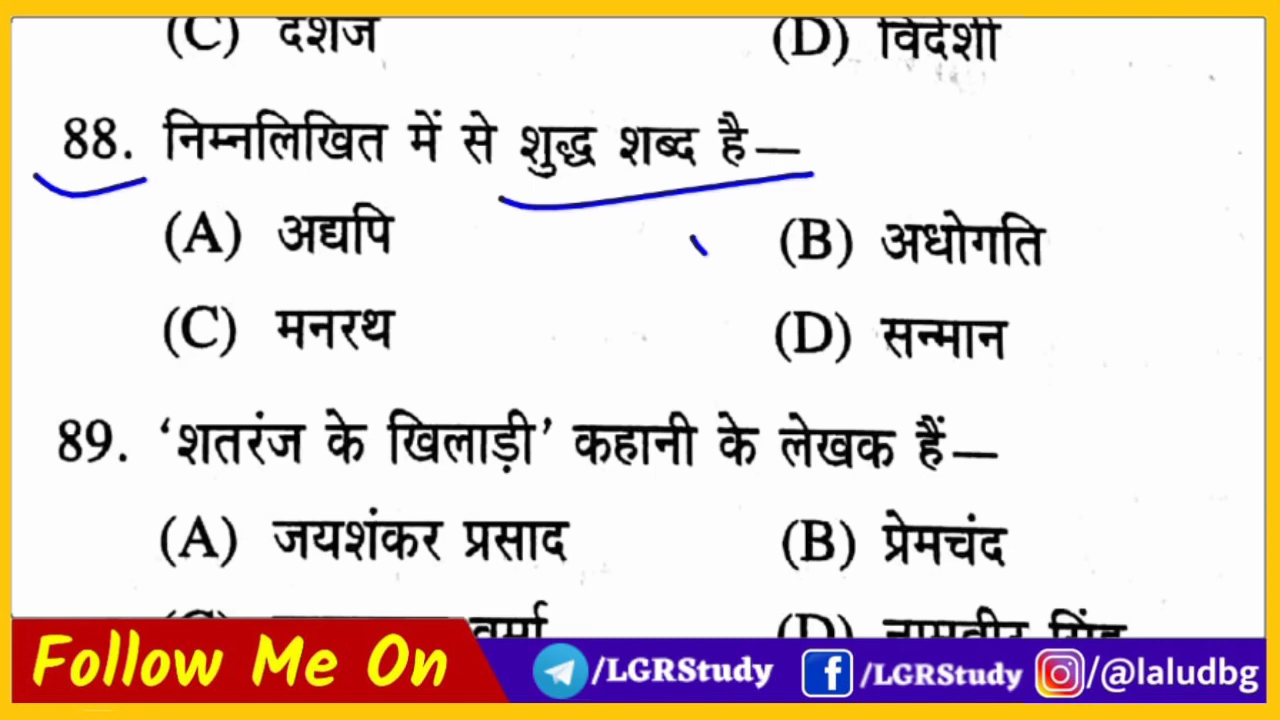 (C) देशज (D) विदेशी
88. निम्नलिखित में से शुद्ध शब्द है—
(A) अद्यपि (B) अधोगति
(C) मनरथ (D) सन्मान
89. ‘शतरंज के खिलाड़ी’ कहानी के लेखक हैं—
(A) जयशंकर प्रसाद (B) प्रेमचंद
(C) वर्मा (D) सिंह
Follow Me On /LGRStudy /LGRStudy /@laludbg